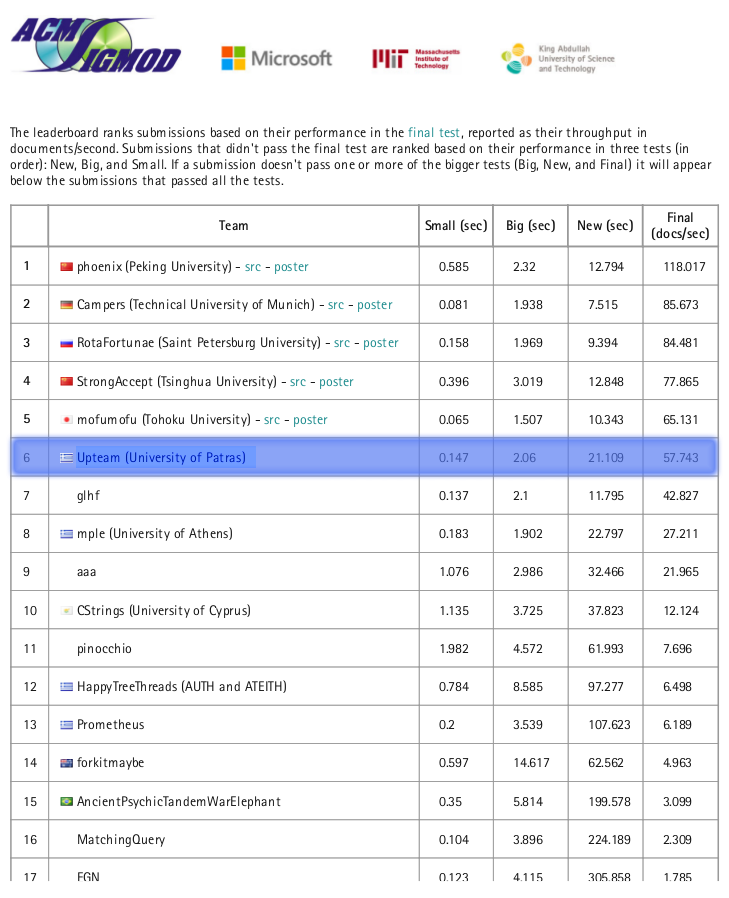 ACM SIGMOD
Microsoft
Massachusetts
Institute of
Technology
King Abdullah
University of Science
and Technology
The leaderboard ranks submissions based on their performance in the final test, reported as their throughput in
documents/second. Submissions that didn't pass the final test are ranked based on their performance in three tests (in
order): New, Big, and Small. If a submission doesn't pass one or more of the bigger tests (Big, New, and Final) it will appear
below the submissions that passed all the tests.
Team Small (sec) Big (sec) New (sec) Final (docs/sec)
1 phoenix (Peking University) - src - poster 0.585 2.32 12.794 118.017
2 Campers (Technical University of Munich) - src - poster 0.081 1.938 7.515 85.673
3 RotaFortunae (Saint Petersburg University) - src - poster 0.158 1.969 9.394 84.481
4 StrongAccept (Tsinghua University) - src - poster 0.396 3.019 12.848 77.865
5 mofumofu (Tohoku University) - src - poster 0.065 1.507 10.343 65.131
6 Upteam (University of Patras) 0.147 2.06 21.109 57.743
7 glhf 0.137 2.1 11.795 42.827
8 mple (University of Athens) 0.183 1.902 22.797 27.211
9 aaa 1.076 2.986 32.466 21.965
10 CStrings (University of Cyprus) 1.135 3.725 37.823 12.124
11 pinocchio 1.982 4.572 61.993 7.696
12 HappyTreeThreads (AUTH and ATEITH) 0.784 8.585 97.277 6.498
13 Prometheus 0.2 3.539 107.623 6.189
14 forkitmaybe 0.597 14.617 62.562 4.963
15 AncientPsychicTandemWarElephant 0.35 5.814 199.578 3.099
16 MatchingQuery 0.104 3.896 224.189 2.309
17 FGN 0.123 4.115 305.858 1.785